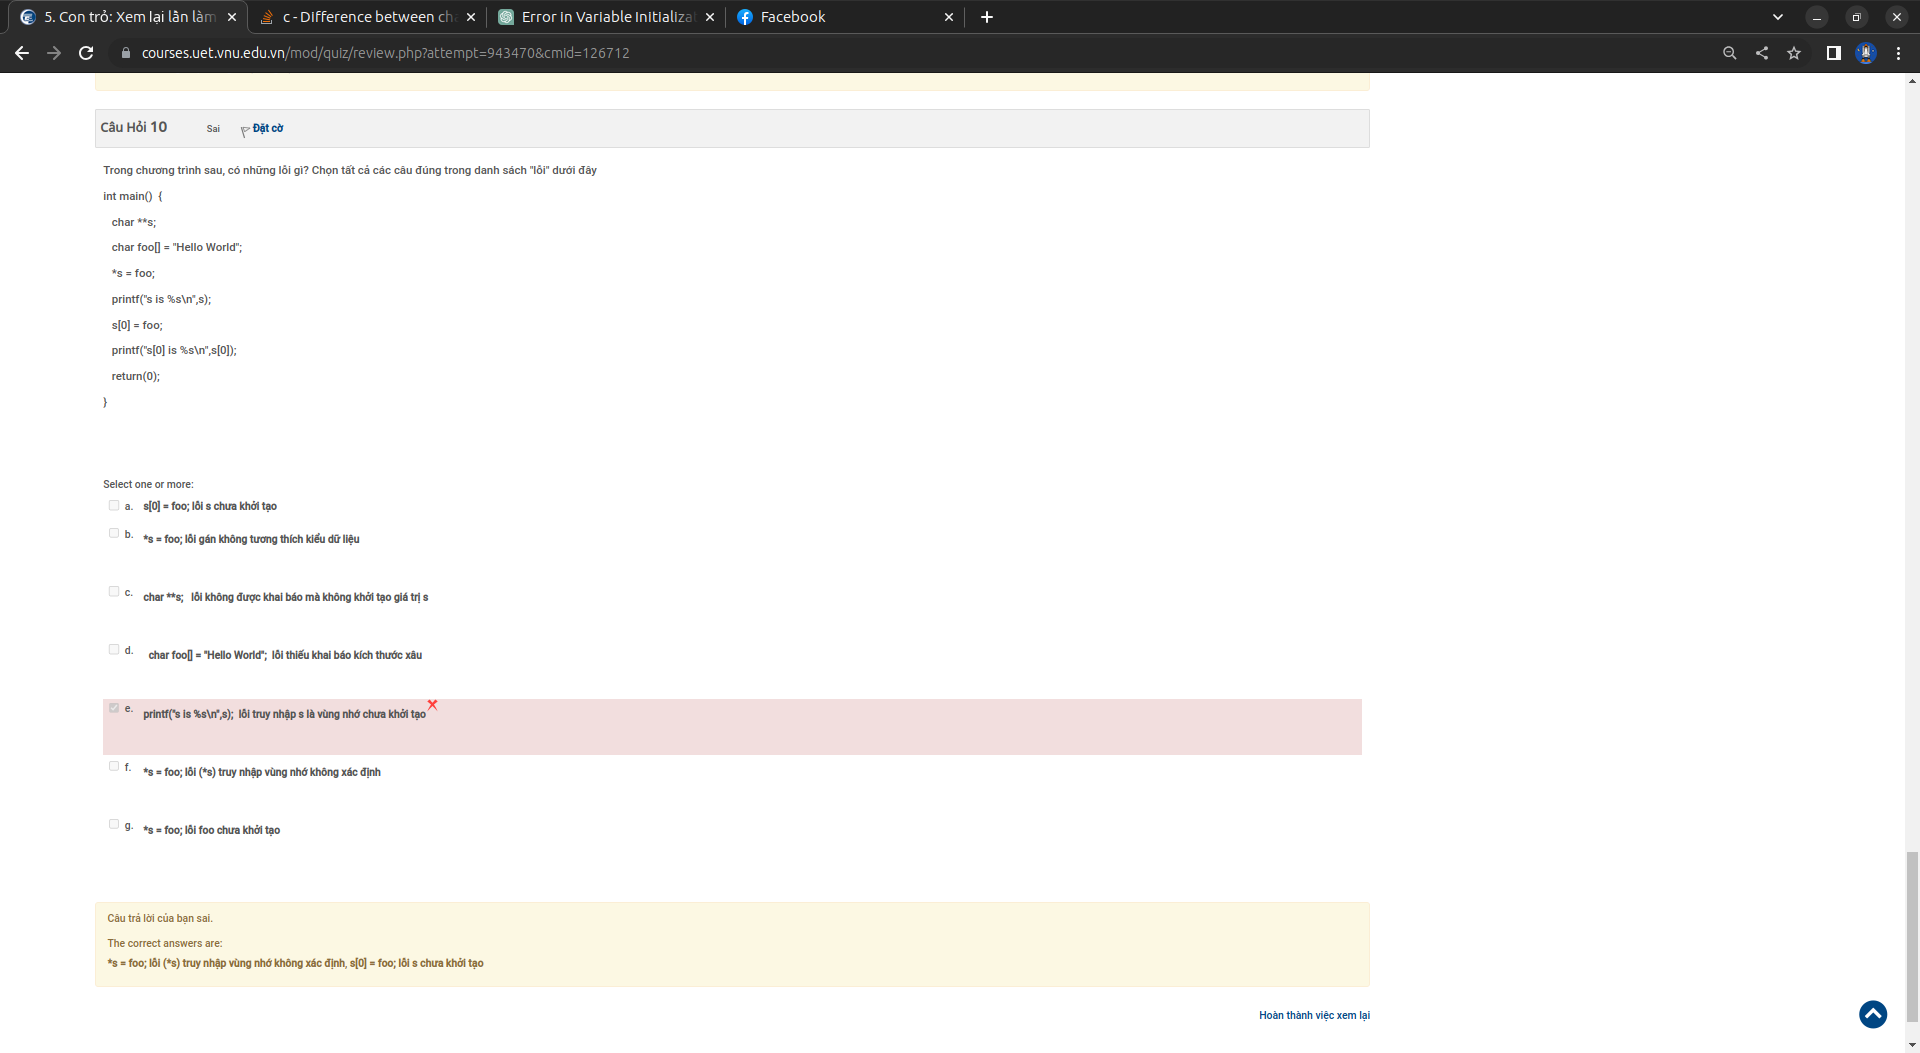 5. Con trỏ: Xem lại lần làm
c - Difference between ch
Error in Variable Initializa
Facebook
courses.uet.vnu.edu.vn/mod/quiz/review.php?attempt=943470&cmid=126712
Câu Hỏi 10
Sai
Đặt cờ
Trong chương trình sau, có những lỗi gì? Chọn tất cả các câu đúng trong danh sách "lỗi" dưới đây
int main() {
char **s;
char foo[] = "Hello World";
*s = foo;
printf("s is %s\n",s);
s[0] = foo;
printf("s[0] is %s\n",s[0]);
return(0);
}
Select one or more:
a. s[0] = foo; lỗi s chưa khởi tạo
b. *s = foo; lỗi gán không tương thích kiểu dữ liệu
c. char **s; lỗi không được khai báo mà không khởi tạo giá trị s
d. char foo[] = "Hello World"; lỗi thiếu khai báo kích thước xâu
e. printf("s is %s\n",s); lỗi truy nhập s là vùng nhớ chưa khởi tạo
f. *s = foo; lỗi (*s) truy nhập vùng nhớ không xác định
g. *s = foo; lỗi foo chưa khởi tạo
Câu trả lời của bạn sai.
The correct answers are:
*s = foo; lỗi (*s) truy nhập vùng nhớ không xác định, s[0] = foo; lỗi s chưa khởi tạo
Hoàn thành việc xem lại